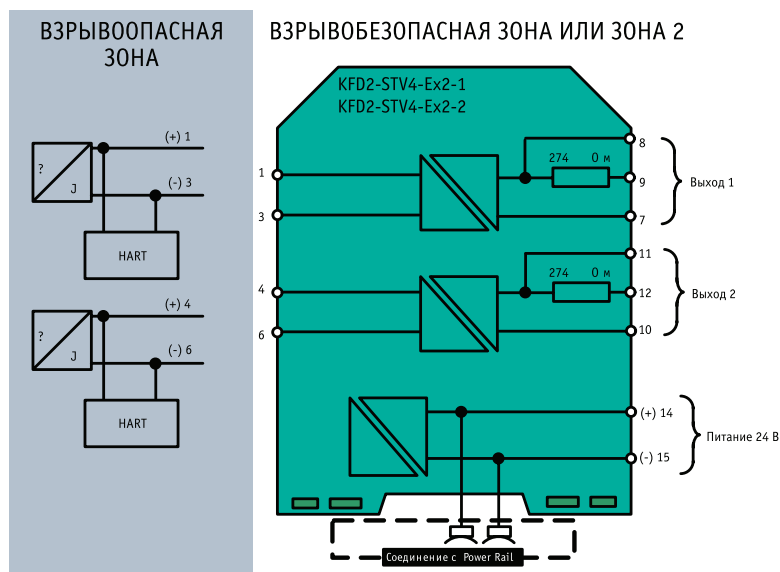 ВЗРЫВООПАСНАЯ
ЗОНА
ВЗРЫВОБЕЗОПАСНАЯ ЗОНА ИЛИ ЗОНА 2
KFD2-STV4-Ex2-1
KFD2-STV4-Ex2-2
(+) 1
?
J
(-) 3
HART
(+) 4
?
J
(-) 6
HART
1
3
4
6
274 0 м
8
9
7
Выход 1
274 0 м
11
12
10
Выход 2
(+) 14
(-) 15
Питание 24 В
Соединение с Power Rail